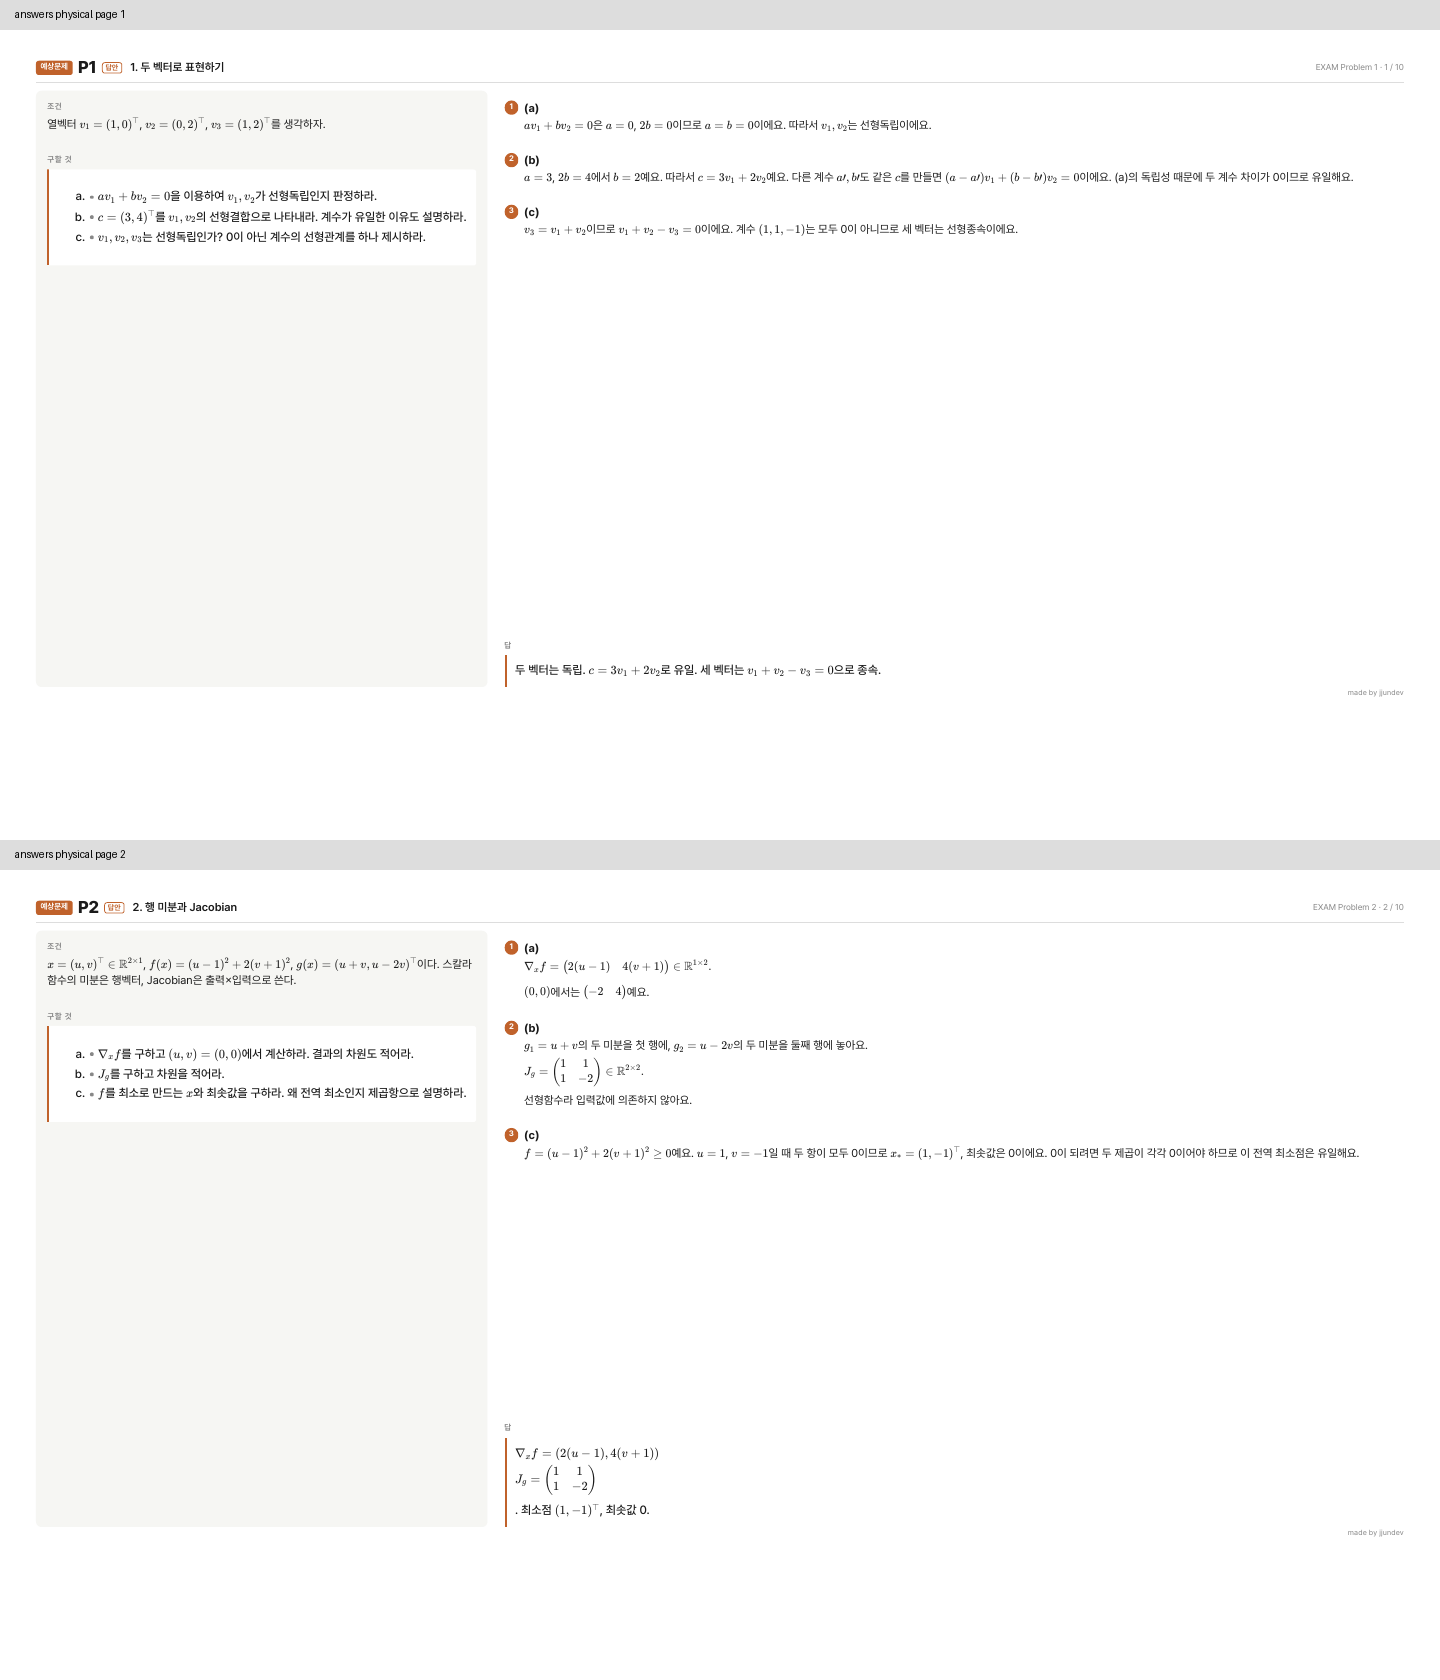 answers physical page 1
예상문제 P1 답안 1. 두 벡터로 표현하기
EXAM Problem 1 · 1 / 10
조건
열벡터 v₁ = (1, 0)^⊤, v₂ = (0, 2)^⊤, v₃ = (1, 2)^⊤를 생각하자.
구할 것
a. • av₁ + bv₂ = 0을 이용하여 v₁, v₂가 선형독립인지 판정하라.
b. • c = (3, 4)^⊤를 v₁, v₂의 선형결합으로 나타내라. 계수가 유일한 이유도 설명하라.
c. • v₁, v₂, v₃는 선형독립인가? 0이 아닌 계수의 선형관계를 하나 제시하라.
1 (a)
av₁ + bv₂ = 0은 a = 0, 2b = 0이므로 a = b = 0이에요. 따라서 v₁, v₂는 선형독립이에요.
2 (b)
a = 3, 2b = 4에서 b = 2예요. 따라서 c = 3v₁ + 2v₂예요. 다른 계수 a′, b′도 같은 c를 만들면 (a − a′)v₁ + (b − b′)v₂ = 0이에요. (a)의 독립성 때문에 두 계수 차이가 0이므로 유일해요.
3 (c)
v₃ = v₁ + v₂이므로 v₁ + v₂ − v₃ = 0이에요. 계수 (1, 1, −1)는 모두 0이 아니므로 세 벡터는 선형종속이에요.
답
두 벡터는 독립. c = 3v₁ + 2v₂로 유일. 세 벡터는 v₁ + v₂ − v₃ = 0으로 종속.
made by jjundev
answers physical page 2
예상문제 P2 답안 2. 행 미분과 Jacobian
EXAM Problem 2 · 2 / 10
조건
x = (u, v)^⊤ ∈ ℝ^{2×1}, f(x) = (u − 1)² + 2(v + 1)², g(x) = (u + v, u − 2v)^⊤이다. 스칼라
함수의 미분은 행벡터, Jacobian은 출력×입력으로 쓴다.
구할 것
a. • ∇ₓf를 구하고 (u, v) = (0, 0)에서 계산하라. 결과의 차원도 적어라.
b. • J_g를 구하고 차원을 적어라.
c. • f를 최소로 만드는 x와 최솟값을 구하라. 왜 전역 최소인지 제곱항으로 설명하라.
1 (a)
∇ₓf = (2(u − 1) 4(v + 1)) ∈ ℝ^{1×2}.
(0, 0)에서는 (−2 4)예요.
2 (b)
g₁ = u + v의 두 미분을 첫 행에, g₂ = u − 2v의 두 미분을 둘째 행에 놓아요.
J_g = (1 1
1 −2) ∈ ℝ^{2×2}.
선형함수라 입력값에 의존하지 않아요.
3 (c)
f = (u − 1)² + 2(v + 1)² ≥ 0예요. u = 1, v = −1일 때 두 항이 모두 0이므로 x_* = (1, −1)^⊤, 최솟값은 0이에요. 0이 되려면 두 제곱이 각각 0이어야 하므로 이 전역 최소점은 유일해요.
답
∇ₓf = (2(u − 1), 4(v + 1))
J_g = (1 1
1 −2)
. 최소점 (1, −1)^⊤, 최솟값 0.
made by jjundev